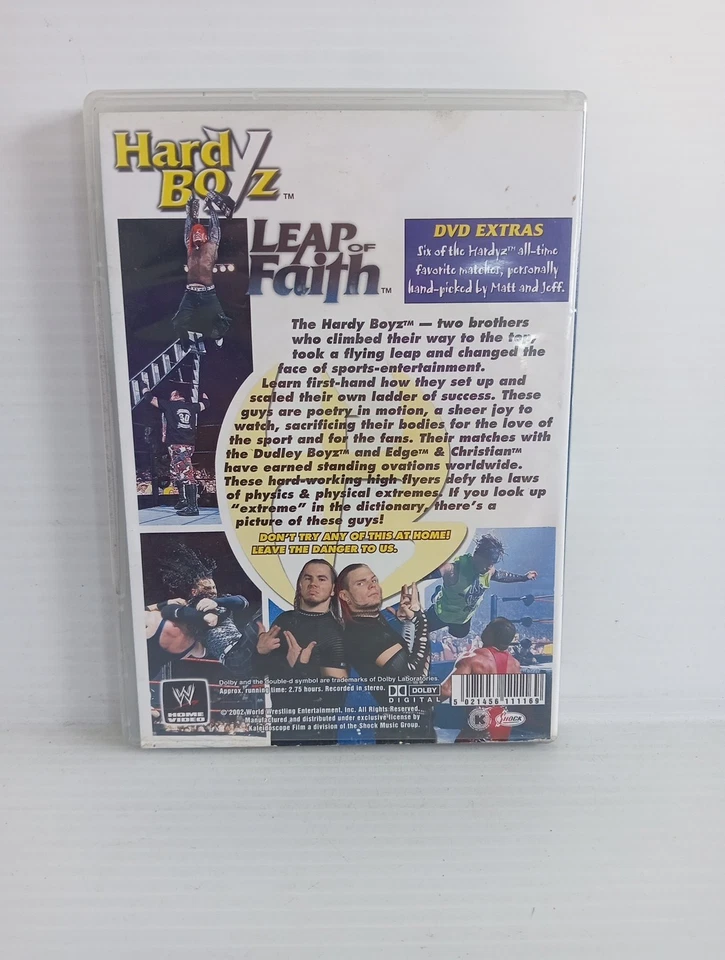 Hardy
Boyz™
LEAP OF
Faith™
DVD EXTRAS
Six of the Hardyz™ all-time
favorite matches, personally
hand-picked by Matt and Jeff.
The Hardy Boyz™ — two brothers
who climbed their way to the top,
took a flying leap and changed the
face of sports-entertainment.
Learn first-hand how they set up and
scaled their own ladder of success. These
guys are poetry in motion, a sheer joy to
watch, sacrificing their bodies for the love of
the sport and for the fans. Their matches with
the Dudley Boyz™ and Edge & Christian™
have earned standing ovations worldwide.
These hard-working high-flyers defy the laws
of physics & physical extremes. If you look up
“extreme” in the dictionary, there’s a
picture of these guys!
DON’T TRY ANY OF THIS AT HOME!
LEAVE THE DANGER TO US.
Dolby and the double-d symbol are trademarks of Dolby Laboratories.
Approx. running time: 2.75 hours. Recorded in stereo.
DOLBY
DIGITAL
W
HOME
VIDEO
© 2002 World Wrestling Entertainment, Inc. All Rights Reserved.
Manufactured and distributed under exclusive license by
Kaleidoscope Film a division of the Shock Music Group.
5 021456 111169
K
SHOCK